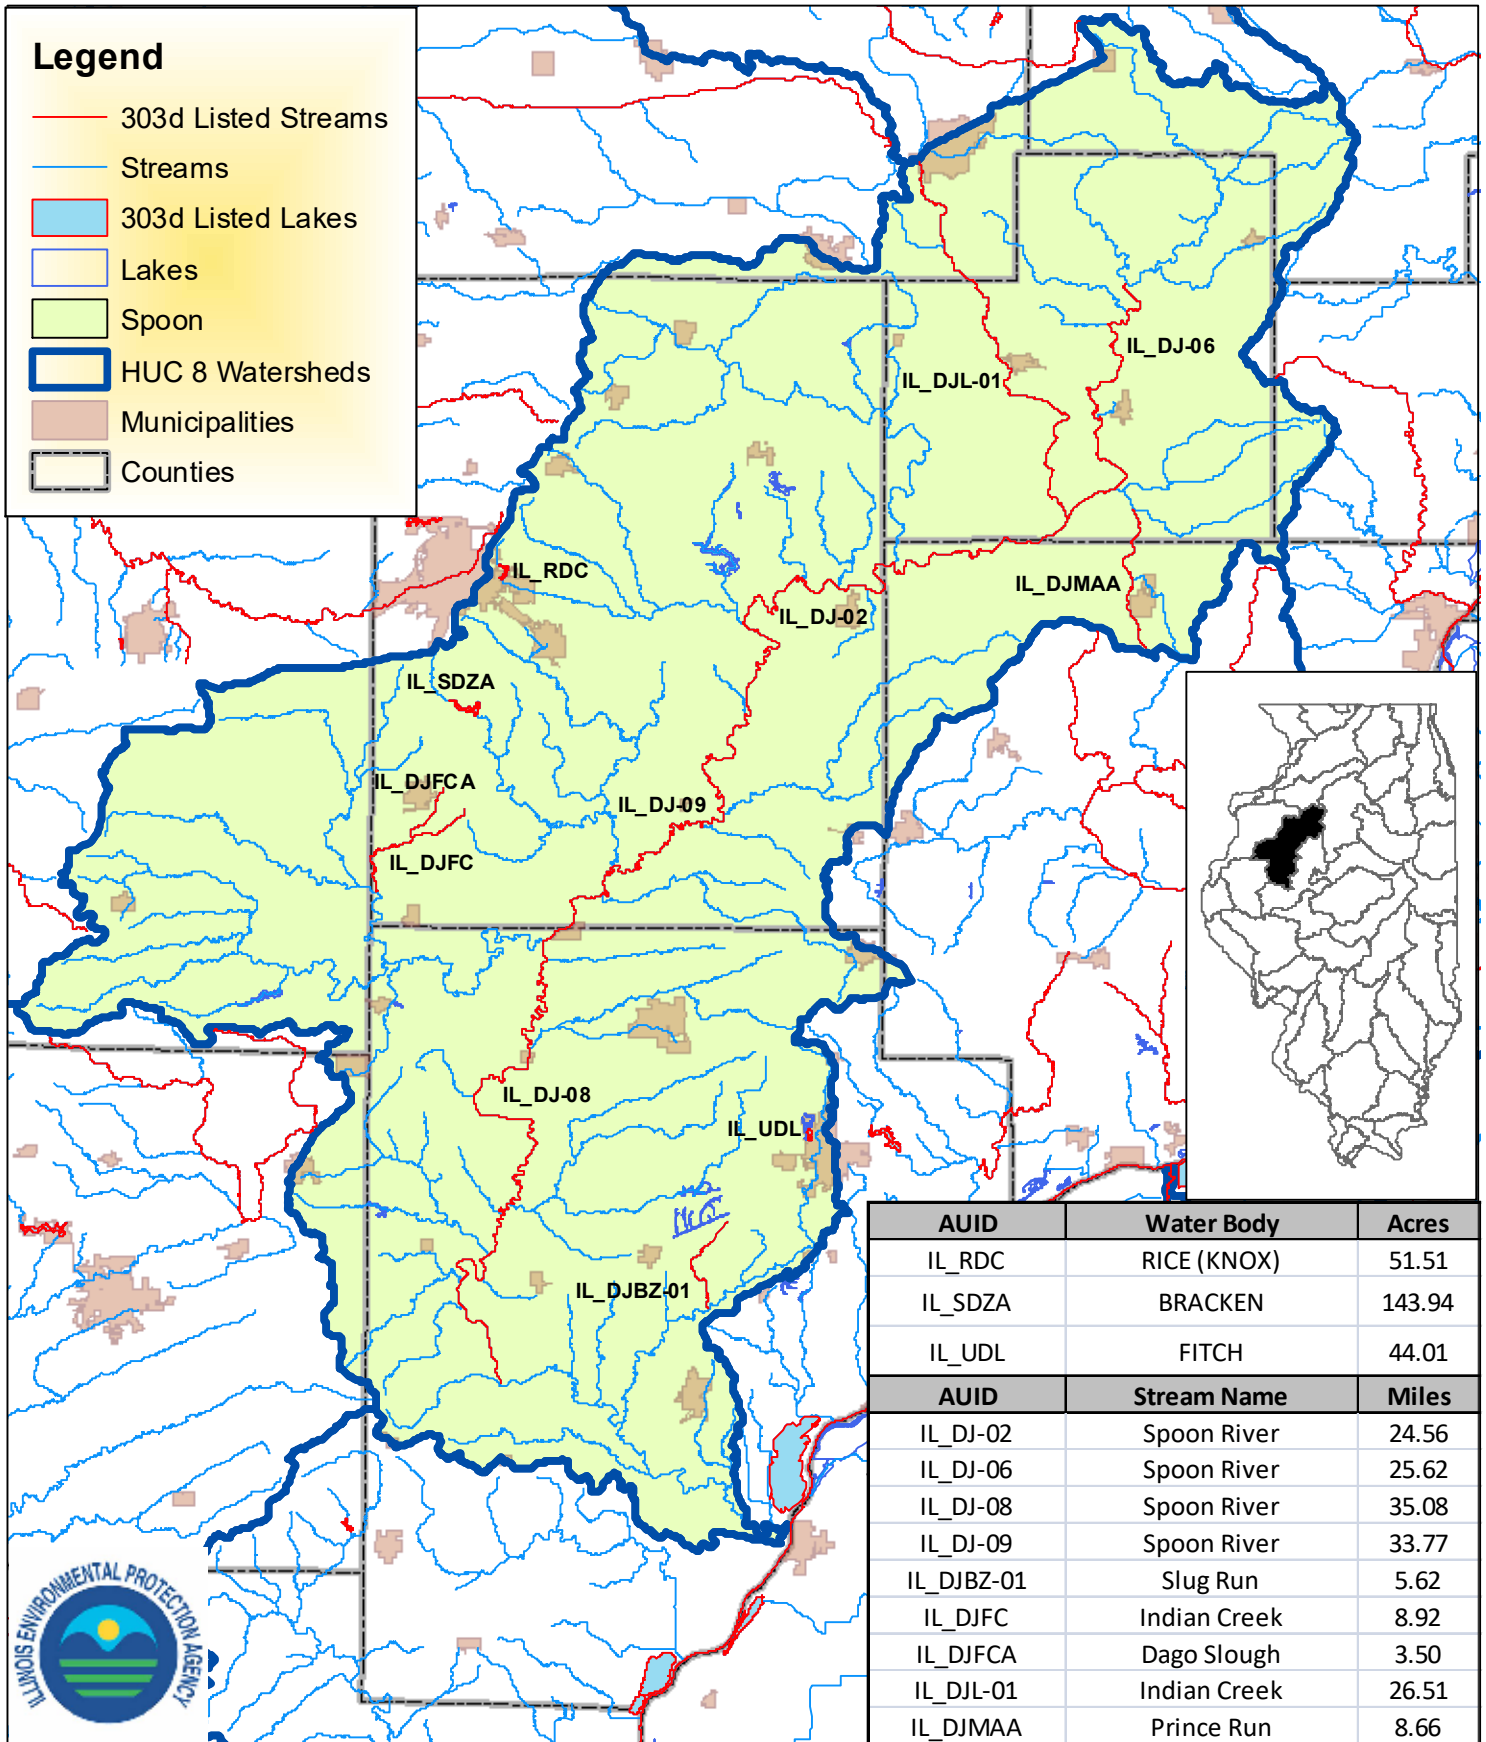 Legend
303d Listed Streams
Streams
303d Listed Lakes
Lakes
Spoon
HUC 8 Watersheds
Municipalities
Counties
IL_DJ-06
IL_DJL-01
IL_RDC
IL_DJMAA
IL_DJ-02
IL_SDZA
IL_DJFCA
IL_DJ-09
IL_DJFC
IL_DJ-08
IL_UDL
IL_DJBZ-01
AUID Water Body Acres
IL_RDC RICE (KNOX) 51.51
IL_SDZA BRACKEN 143.94
IL_UDL FITCH 44.01
AUID Stream Name Miles
IL_DJ-02 Spoon River 24.56
IL_DJ-06 Spoon River 25.62
IL_DJ-08 Spoon River 35.08
IL_DJ-09 Spoon River 33.77
IL_DJBZ-01 Slug Run 5.62
IL_DJFC Indian Creek 8.92
IL_DJFCA Dago Slough 3.50
IL_DJL-01 Indian Creek 26.51
IL_DJMAA Prince Run 8.66
ILLINOIS ENVIRONMENTAL PROTECTION AGENCY